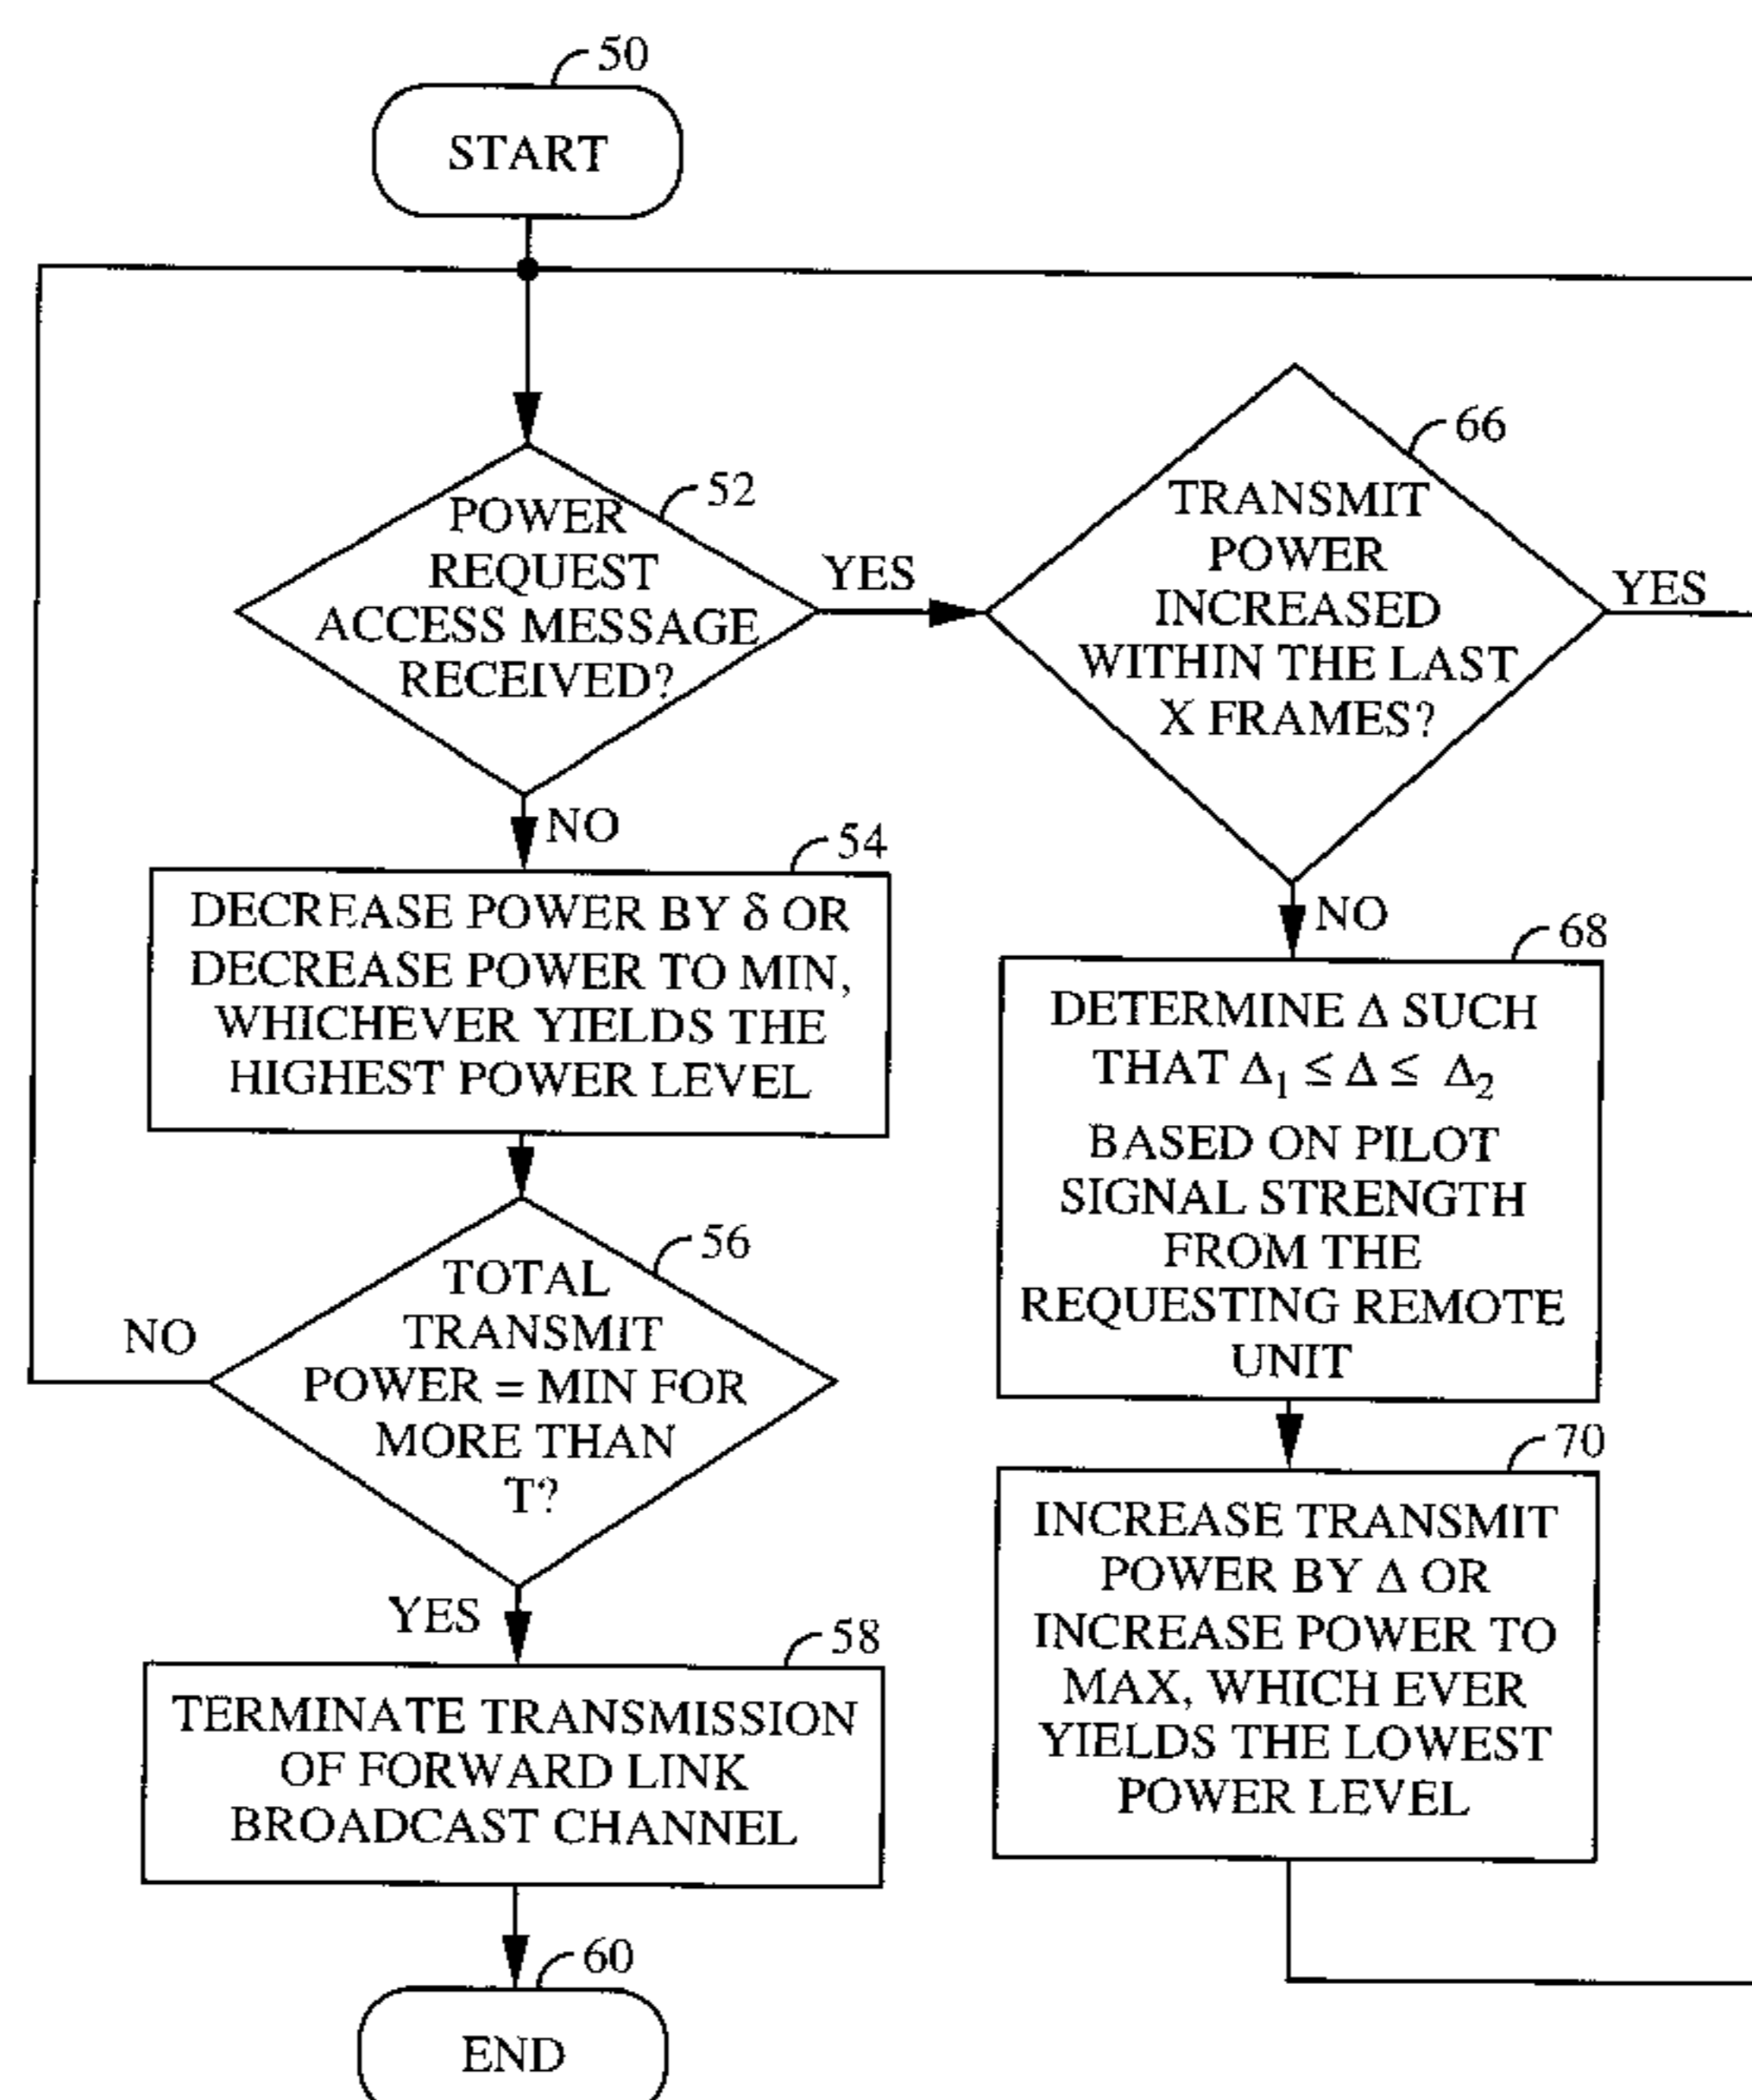 50
START
52
POWER
REQUEST
ACCESS MESSAGE
RECEIVED?
YES
NO
66
TRANSMIT
POWER
INCREASED
WITHIN THE LAST
X FRAMES?
YES
NO
54
DECREASE POWER BY δ OR
DECREASE POWER TO MIN,
WHICHEVER YIELDS THE
HIGHEST POWER LEVEL
56
TOTAL
TRANSMIT
POWER = MIN FOR
MORE THAN
T?
NO
YES
58
TERMINATE TRANSMISSION
OF FORWARD LINK
BROADCAST CHANNEL
60
END
68
DETERMINE Δ SUCH
THAT Δ₁ ≤ Δ ≤ Δ₂
BASED ON PILOT
SIGNAL STRENGTH
FROM THE
REQUESTING REMOTE
UNIT
70
INCREASE TRANSMIT
POWER BY Δ OR
INCREASE POWER TO
MAX, WHICH EVER
YIELDS THE LOWEST
POWER LEVEL